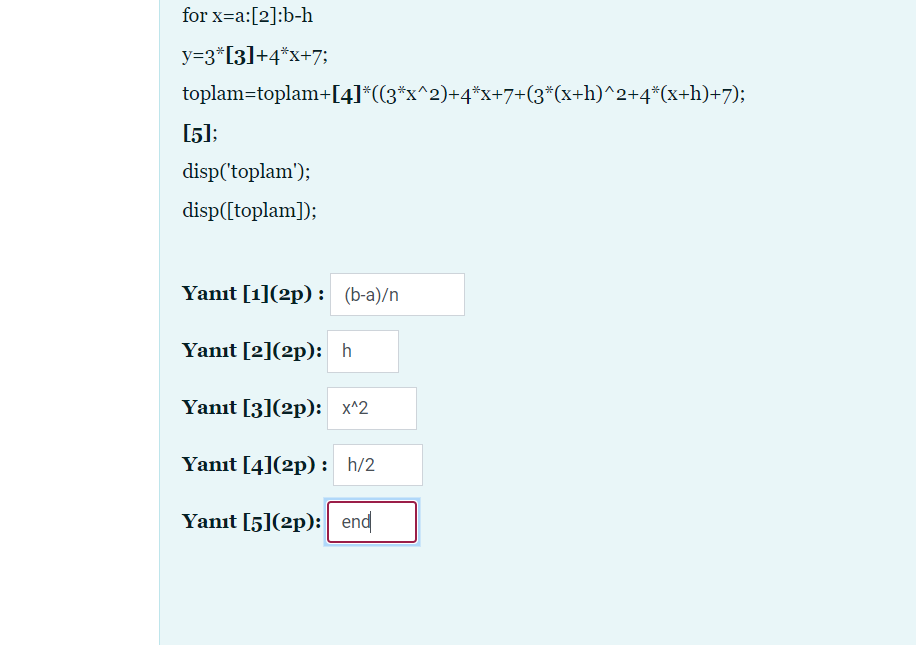 for x=a:[2]:b-h
y=3*[3]+4*x+7;
toplam=toplam+[4]*((3*x^2)+4*x+7+(3*(x+h)^2+4*(x+h)+7);
[5];
disp('toplam');
disp([toplam]);
Yanıt [1](2p) : (b-a)/n
Yanıt [2](2p): h
Yanıt [3](2p): x^2
Yanıt [4](2p) : h/2
Yanıt [5](2p): end